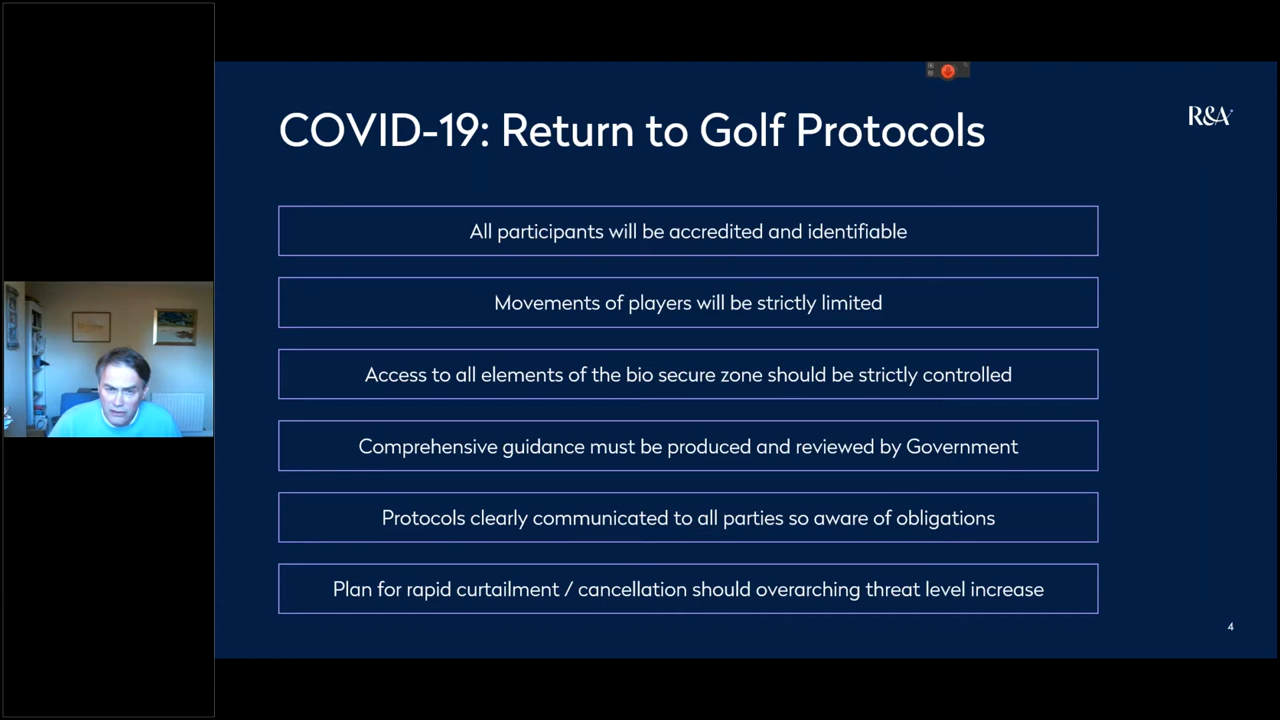 COVID-19: Return to Golf Protocols
R&A
All participants will be accredited and identifiable
Movements of players will be strictly limited
Access to all elements of the bio secure zone should be strictly controlled
Comprehensive guidance must be produced and reviewed by Government
Protocols clearly communicated to all parties so aware of obligations
Plan for rapid curtailment / cancellation should overarching threat level increase
4